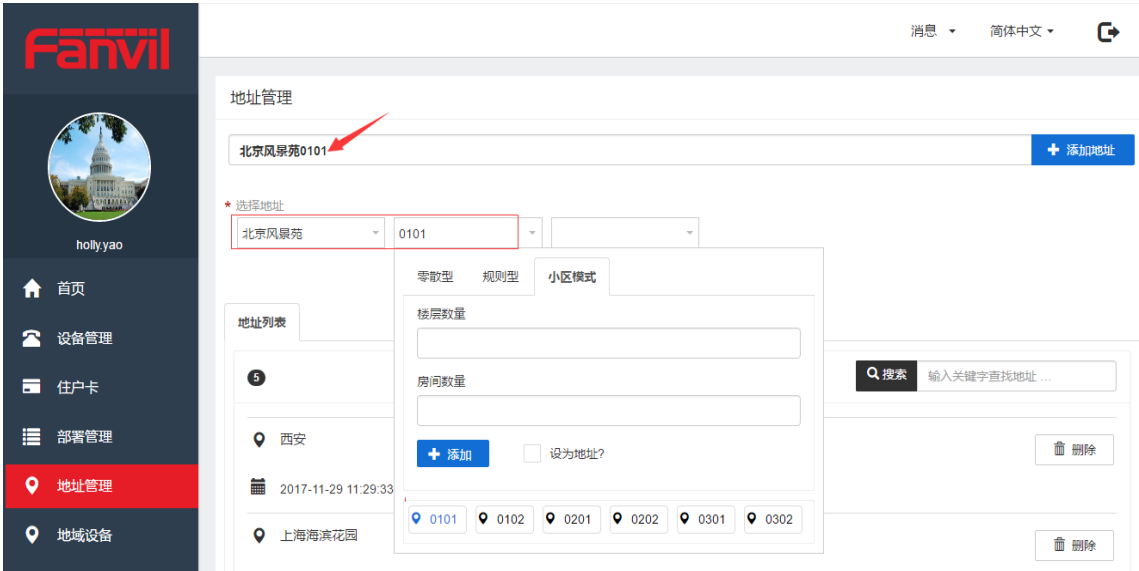 Fanvil
消息
简体中文
holly.yao
首页
设备管理
住户卡
部署管理
地址管理
地域设备
地址管理
北京风景苑0101
添加地址
* 选择地址
北京风景苑
0101
零散型 规则型 小区模式
楼层数量
房间数量
添加 设为地址?
0101 0102 0201 0202 0301 0302
地址列表
5
搜索 输入关键字查找地址 ...
西安
删除
2017-11-29 11:29:33
上海海滨花园
删除